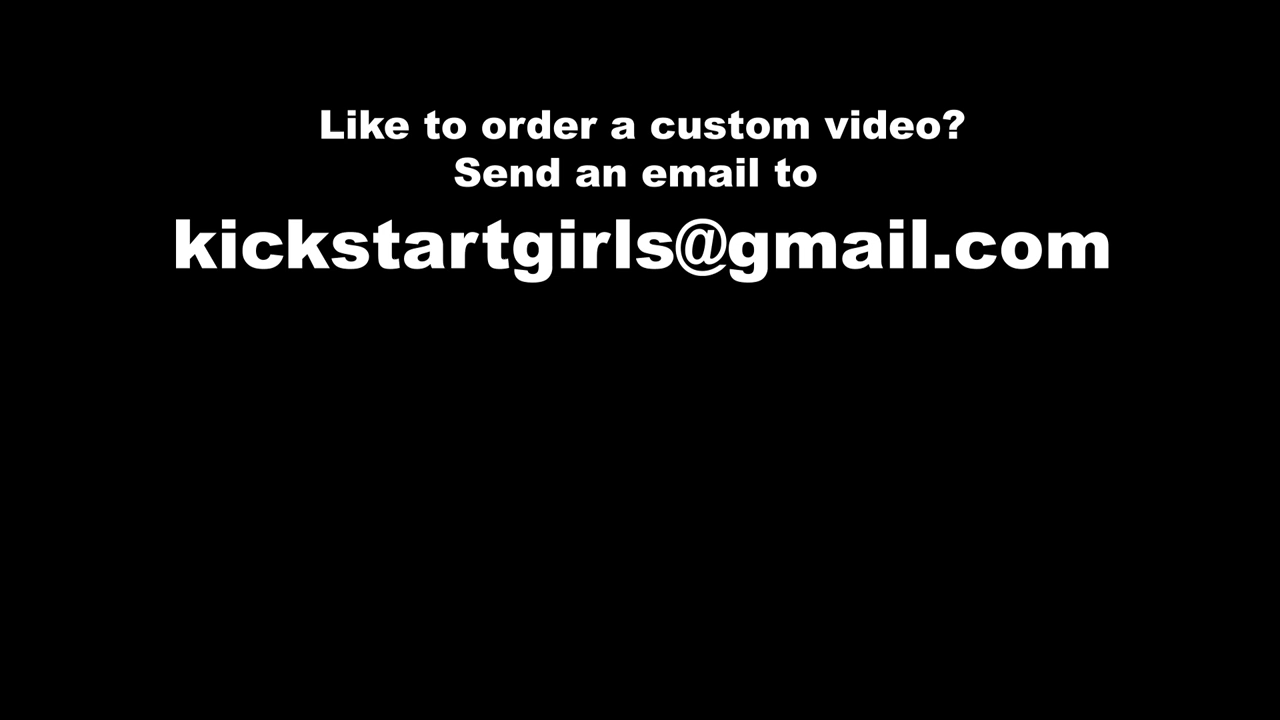 Like to order a custom video?
Send an email to
kickstartgirls@gmail.com